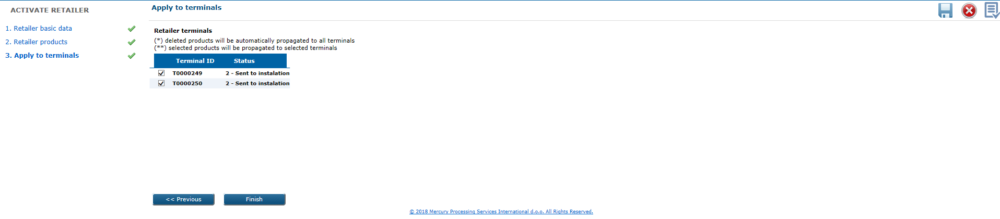 ACTIVATE RETAILER
1. Retailer basic data
2. Retailer products
3. Apply to terminals
Apply to terminals
Retailer terminals
(*) deleted products will be automatically propagated to all terminals
(**) selected products will be propagated to selected terminals
Terminal ID Status
T0000249 2 - Sent to instalation
T0000250 2 - Sent to instalation
<< Previous Finish
© 2018 Mercury Processing Services International d.o.o. All Rights Reserved.